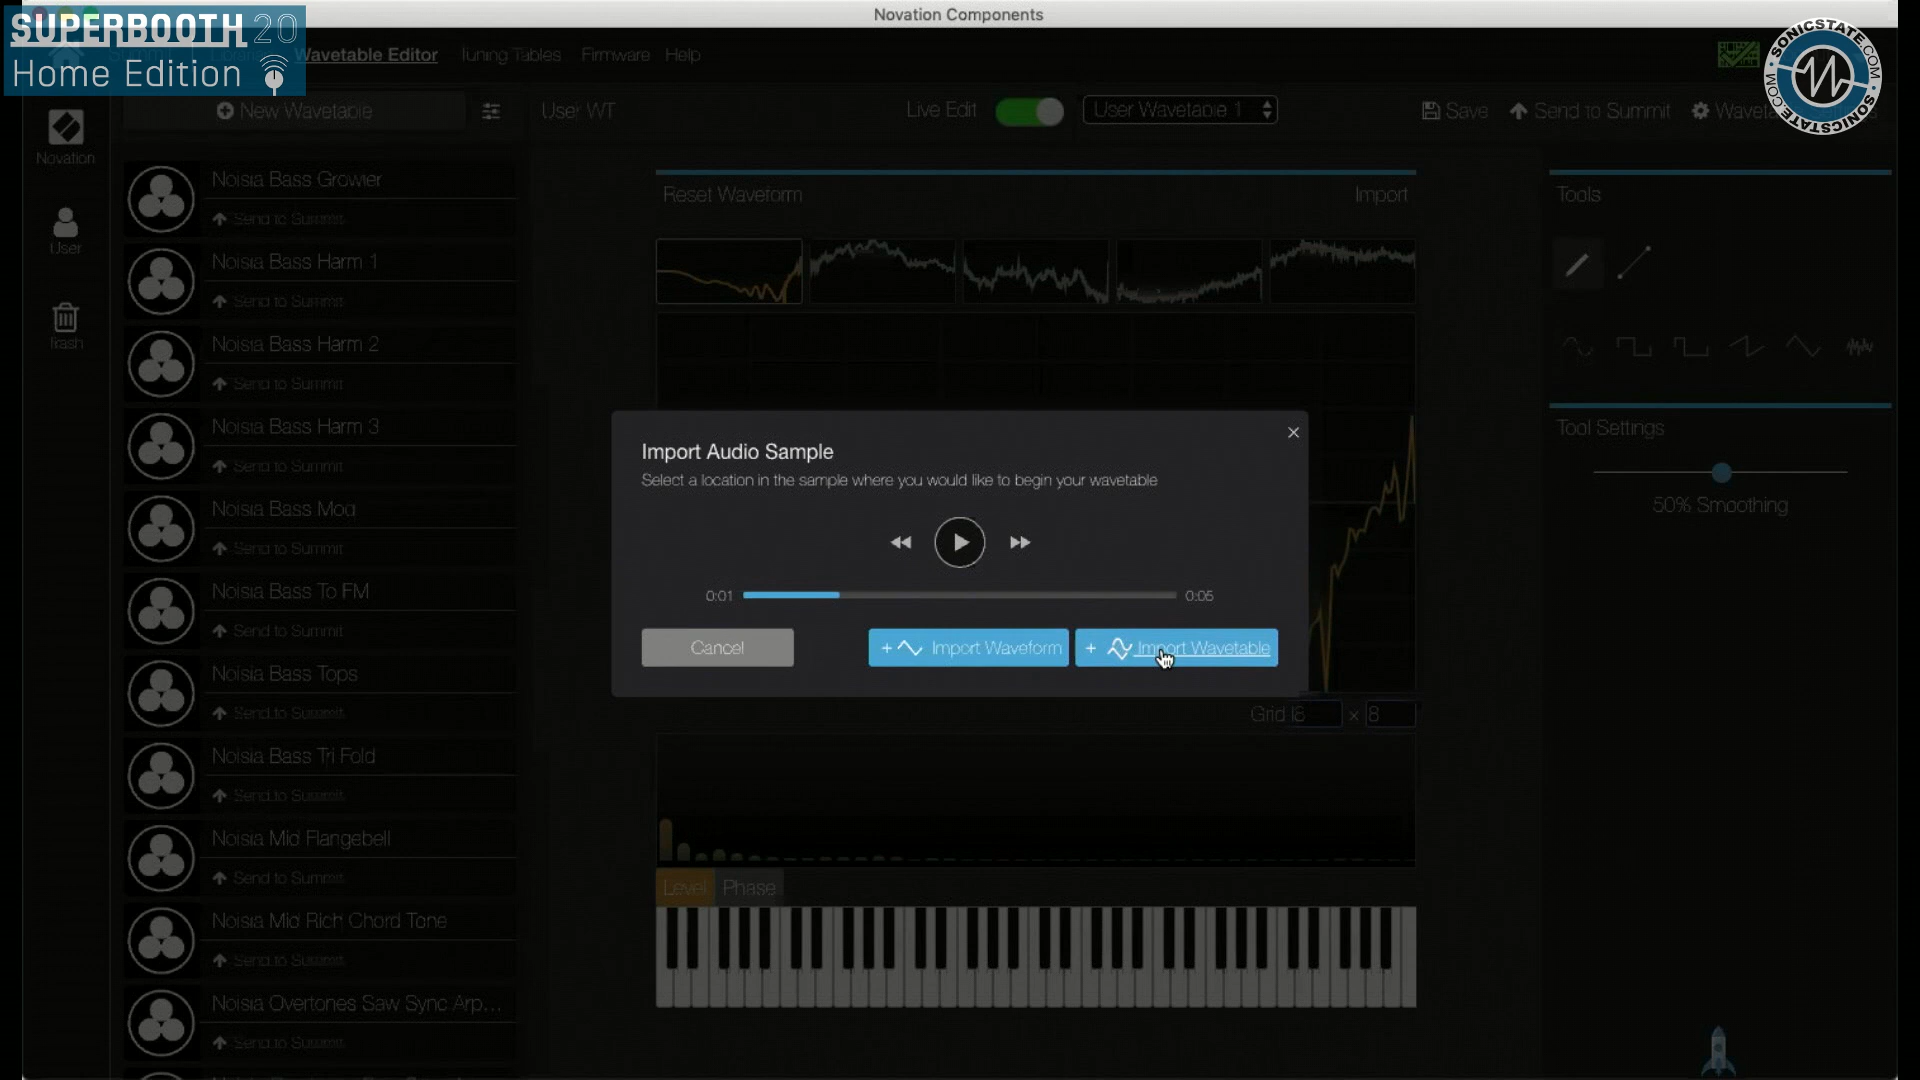 Novation Components
SUPERBOOTH 20
Home Edition
Wavetable Editor
Tuning Tables
Firmware
Help
SONICSTATE.COM
SONICSTATE.COM
New Wavetable
User WT
Live Edit
User Wavetable 1
Save
Send to Summit
Novation
User
Trash
Noisia Bass Growler
Send to Summit
Noisia Bass Harm 1
Send to Summit
Noisia Bass Harm 2
Send to Summit
Noisia Bass Harm 3
Send to Summit
Noisia Bass Mog
Send to Summit
Noisia Bass To FM
Send to Summit
Noisia Bass Tops
Send to Summit
Noisia Bass Tri Fold
Send to Summit
Noisia Mid Flangebell
Send to Summit
Noisia Mid Rich Chord Tone
Send to Summit
Noisia Overtones Saw Sync Arp...
Send to Summit
Reset Waveform
Import
Import Audio Sample
Select a location in the sample where you would like to begin your wavetable
0:01
0:05
Cancel
+ Import Waveform
+ Import Wavetable
Grid 8 × 8
Level
Phase
Tools
Tool Settings
50% Smoothing